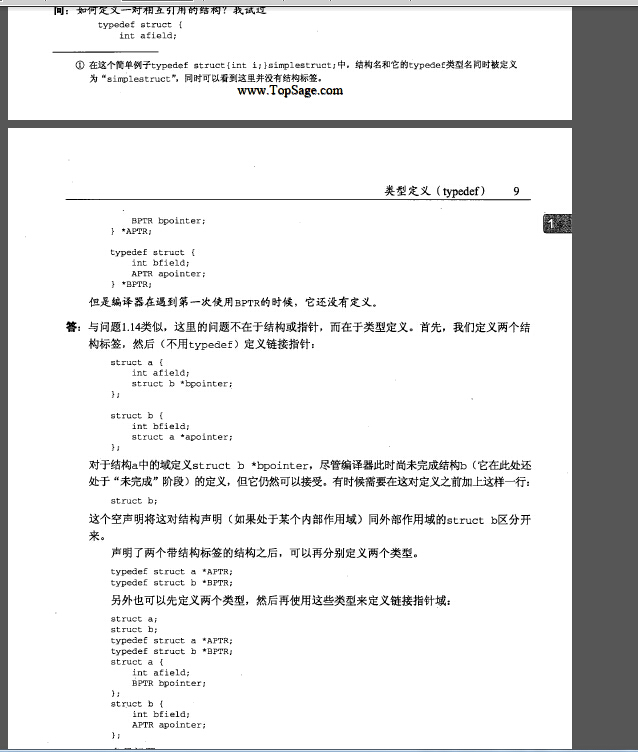 问：如何定义一对相互引用的结构？我试过
typedef struct {
int afield;
① 在这个简单例子typedef struct{int i;}simplestruct;中，结构名和它的typedef类型名同时被定义
为“simplestruct”，同时可以看到这里并没有结构标签。
www.TopSage.com
类型定义（typedef） 9
1
BPTR bpointer;
} *APTR;
typedef struct {
int bfield;
APTR apointer;
} *BPTR;
但是编译器在遇到第一次使用BPTR的时候，它还没有定义。
答：与问题1.14类似，这里的问题不在于结构或指针，而在于类型定义。首先，我们定义两个结
构标签，然后（不用typedef）定义链接指针：
struct a {
int afield;
struct b *bpointer;
};
struct b {
int bfield;
struct a *apointer;
};
对于结构a中的域定义struct b *bpointer，尽管编译器此时尚未完成结构b（它在此处还
处于“未完成”阶段）的定义，但它仍然可以接受。有时候需要在这对定义之前加上这样一行：
struct b;
这个空声明将这对结构声明（如果处于某个内部作用域）同外部作用域的struct b区分开
来。
声明了两个带结构标签的结构之后，可以再分别定义两个类型。
typedef struct a *APTR;
typedef struct b *BPTR;
另外也可以先定义两个类型，然后再使用这些类型来定义链接指针域：
struct a;
struct b;
typedef struct a *APTR;
typedef struct b *BPTR;
struct a {
int afield;
BPTR bpointer;
};
struct b {
int bfield;
APTR apointer;
};